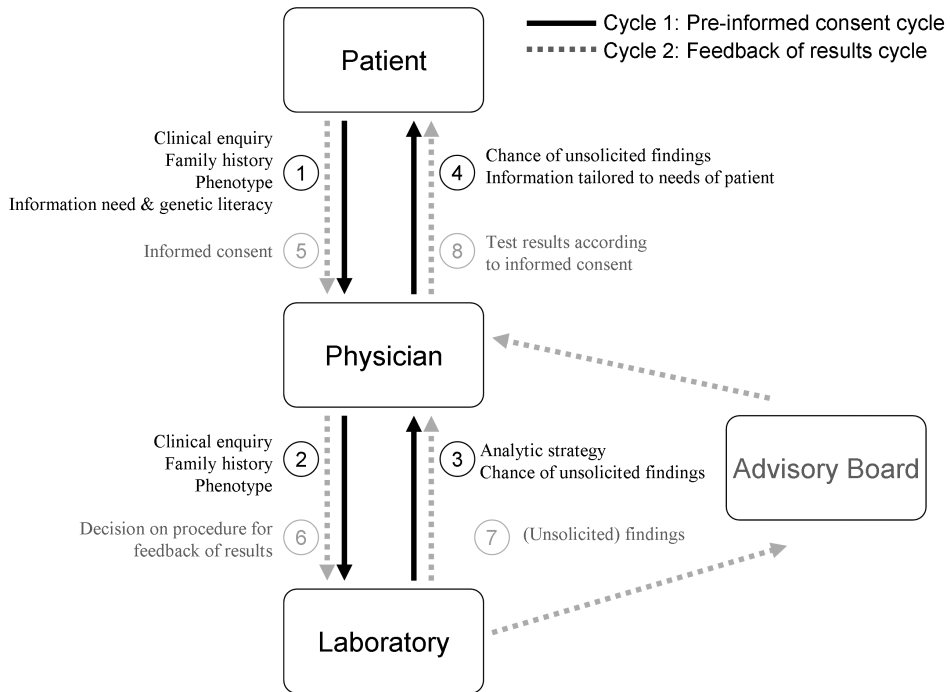 Cycle 1: Pre-informed consent cycle
Cycle 2: Feedback of results cycle
Patient
Clinical enquiry
Family history
Phenotype
Information need & genetic literacy
1
4
Chance of unsolicited findings
Information tailored to needs of patient
Informed consent
5
8
Test results according
to informed consent
Physician
Clinical enquiry
Family history
Phenotype
2
3
Analytic strategy
Chance of unsolicited findings
Advisory Board
Decision on procedure for
feedback of results
6
7
(Unsolicited) findings
Laboratory